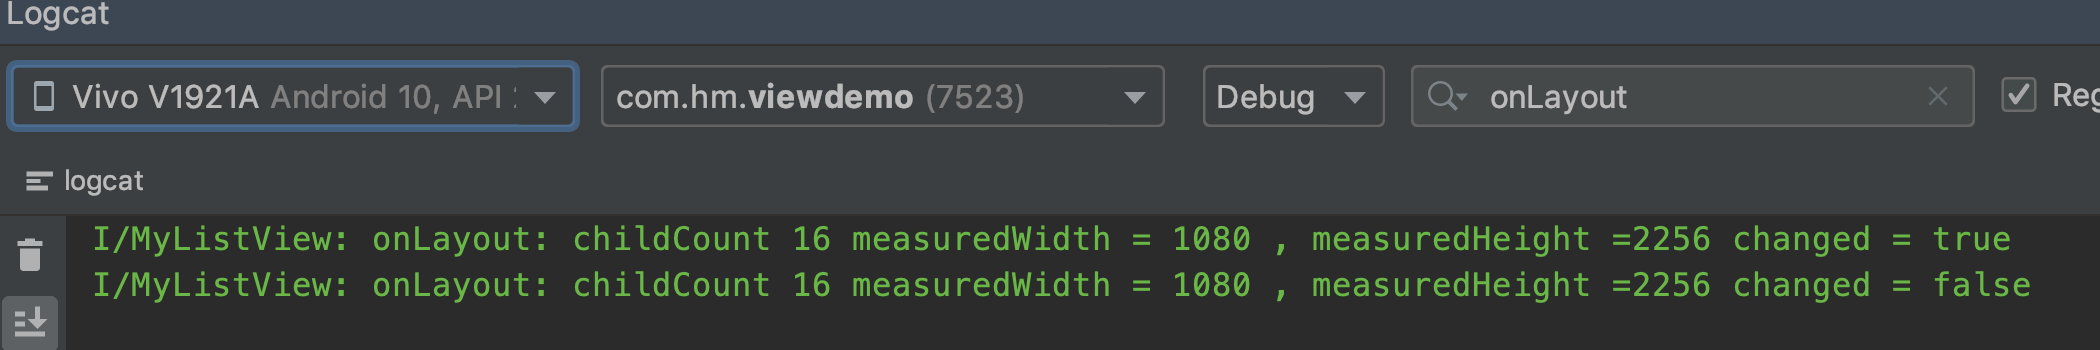 Logcat
Vivo V1921A Android 10, API com.hm.viewdemo (7523) Debug onLayout Reg
logcat
I/MyListView: onLayout: childCount 16 measuredWidth = 1080 , measuredHeight =2256 changed = true
I/MyListView: onLayout: childCount 16 measuredWidth = 1080 , measuredHeight =2256 changed = false